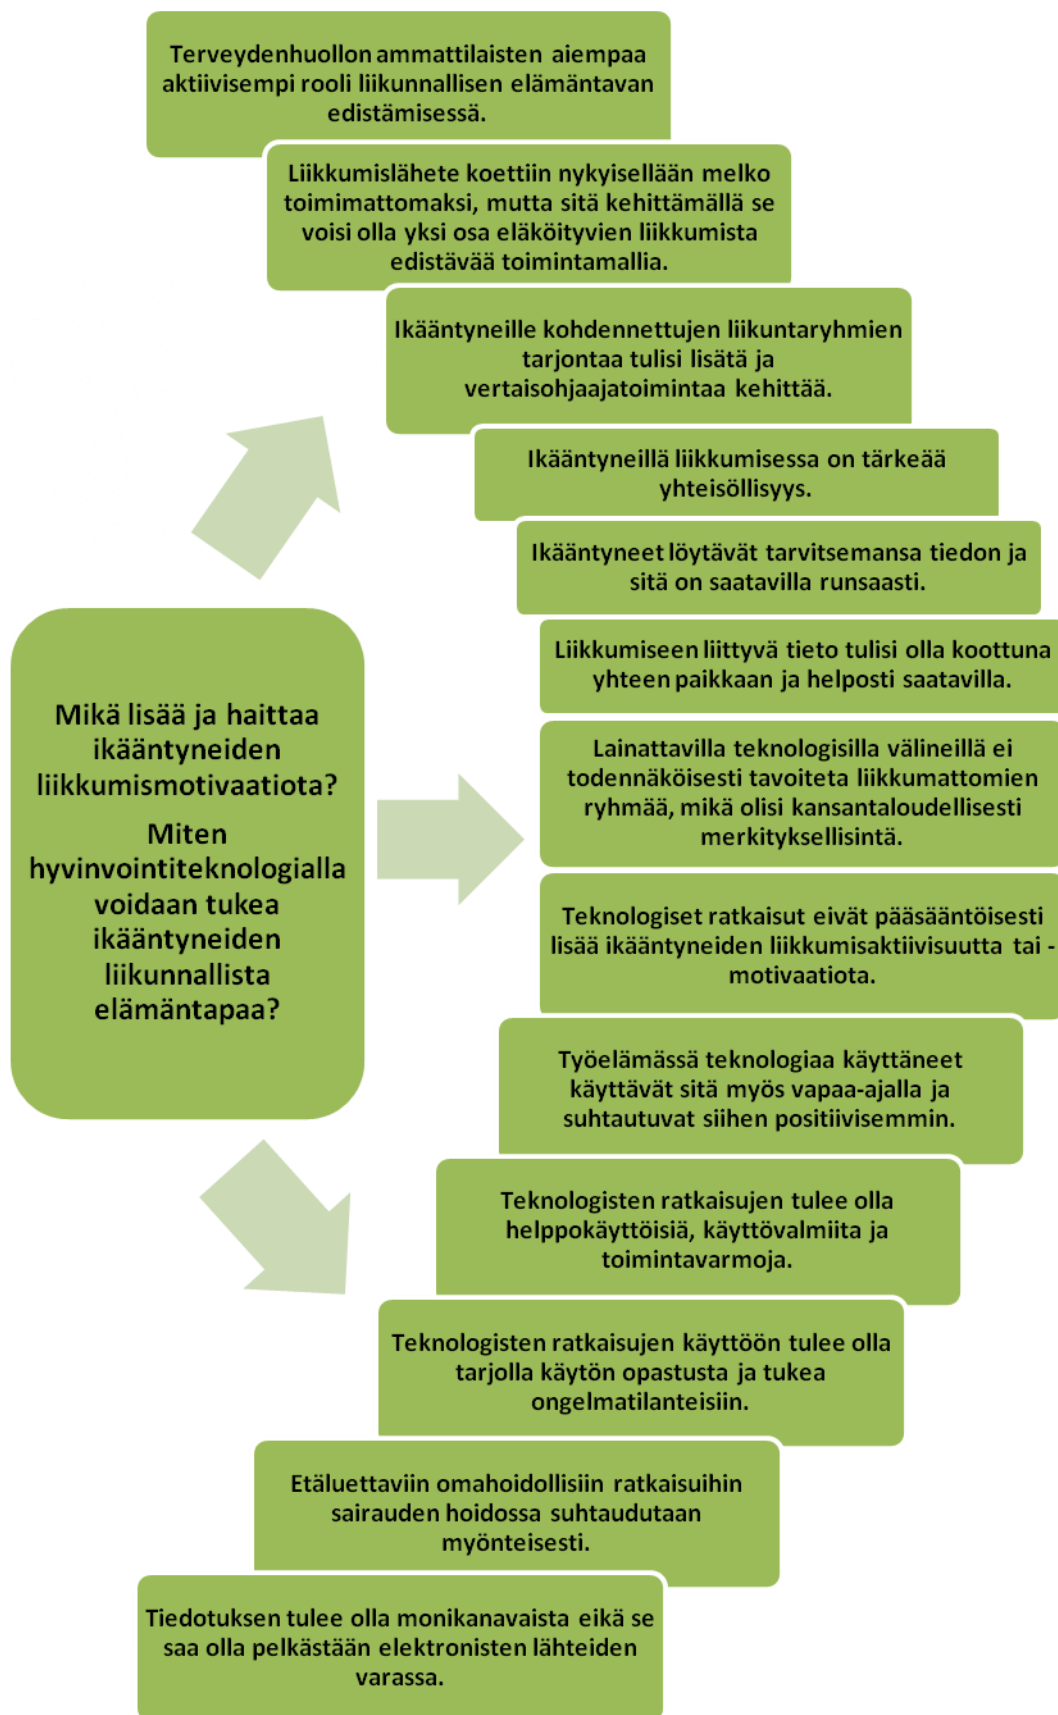 Terveydenhuollon ammattilaisten aiempaa
aktiivisempi rooli liikunnallisen elämäntavan
edistämisessä.
Liikkumislähete koettiin nykyisellään melko
toimimattomaksi, mutta sitä kehittämällä se
voisi olla yksi osa eläköityvien liikkumista
edistävää toimintamallia.
Ikääntyneille kohdennettujen liikuntaryhmien
tarjontaa tulisi lisätä ja
vertaisohjaajatoimintaa kehittää.
Ikääntyneillä liikkumisessa on tärkeää
yhteisöllisyys.
Ikääntyneet löytävät tarvitsemansa tiedon ja
sitä on saatavilla runsaasti.
Liikkumiseen liittyvä tieto tulisi olla koottuna
yhteen paikkaan ja helposti saatavilla.
Mikä lisää ja haittaa
ikääntyneiden
liikkumismotivaatiota?
Miten
hyvinvointiteknologialla
voidaan tukea
ikääntyneiden
liikunnallista
elämäntapaa?
Lainattavilla teknologisilla välineillä ei
todennäköisesti tavoiteta liikkumattomien
ryhmää, mikä olisi kansantaloudellisesti
merkityksellisintä.
Teknologiset ratkaisut eivät pääsääntöisesti
lisää ikääntyneiden liikkumisaktiivisuutta tai -
motivaatiota.
Työelämässä teknologiaa käyttäneet
käyttävät sitä myös vapaa-ajalla ja
suhtautuvat siihen positiivisemmin.
Teknologisten ratkaisujen tulee olla
helppokäyttöisiä, käyttövalmiita ja
toimintavarmoja.
Teknologisten ratkaisujen käyttöön tulee olla
tarjolla käytön opastusta ja tukea
ongelmatilanteisiin.
Etäluettaviin omahoidollisiin ratkaisuihin
sairauden hoidossa suhtaudutaan
myönteisesti.
Tiedotuksen tulee olla monikanavaista eikä se
saa olla pelkästään elektronisten lähteiden
varassa.